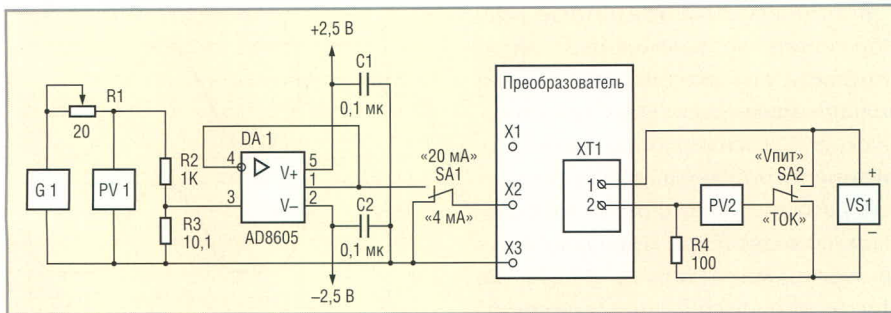 +2,5 В
C1
0,1 мк
R1
20
DA 1
4
5
V+
1
3
V–
2
AD8605
C2
0,1 мк
–2,5 В
G 1
PV 1
R2
1K
R3
10,1
«20 мА»
SA1
«4 мА»
Преобразователь
X1
X2
X3
XT1
1
2
R4
100
PV2
«Vпит»
SA2
«ТОК»
+
VS1
–